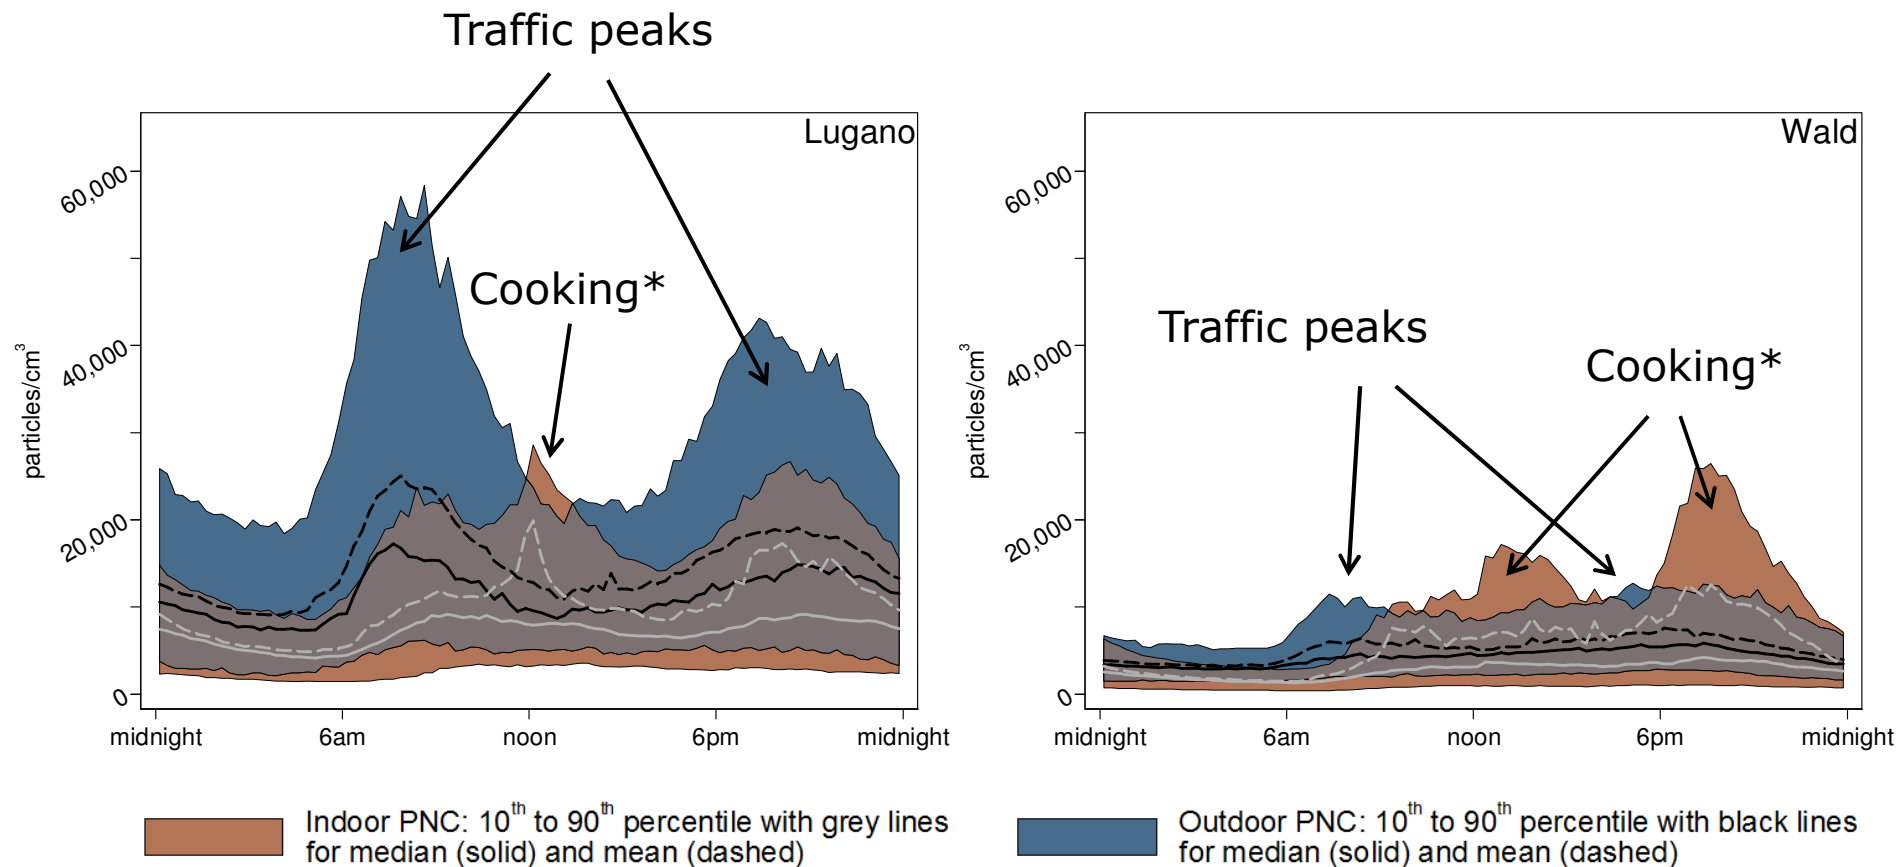 Traffic peaks
Lugano
60,000
40,000
20,000
0
particles/cm³
Cooking*
midnight
6am
noon
6pm
midnight
Wald
60,000
40,000
20,000
0
particles/cm³
Traffic peaks
Cooking*
midnight
6am
noon
6pm
midnight
Indoor PNC: 10th to 90th percentile with grey lines
for median (solid) and mean (dashed)
Outdoor PNC: 10th to 90th percentile with black lines
for median (solid) and mean (dashed)